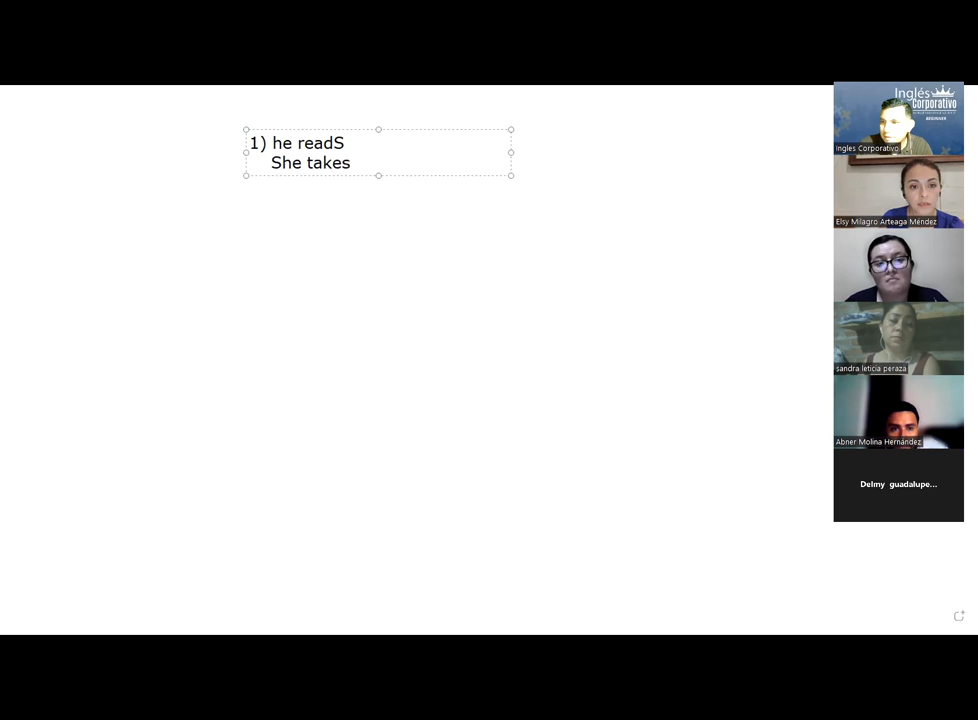 1) he readS
She takes
Inglés
Corporativo
BEGINNER
Ingles Corporativo
Elsy Milagro Arteaga Méndez
sandra leticia peraza
Abner Molina Hernández
Delmy guadalupe...